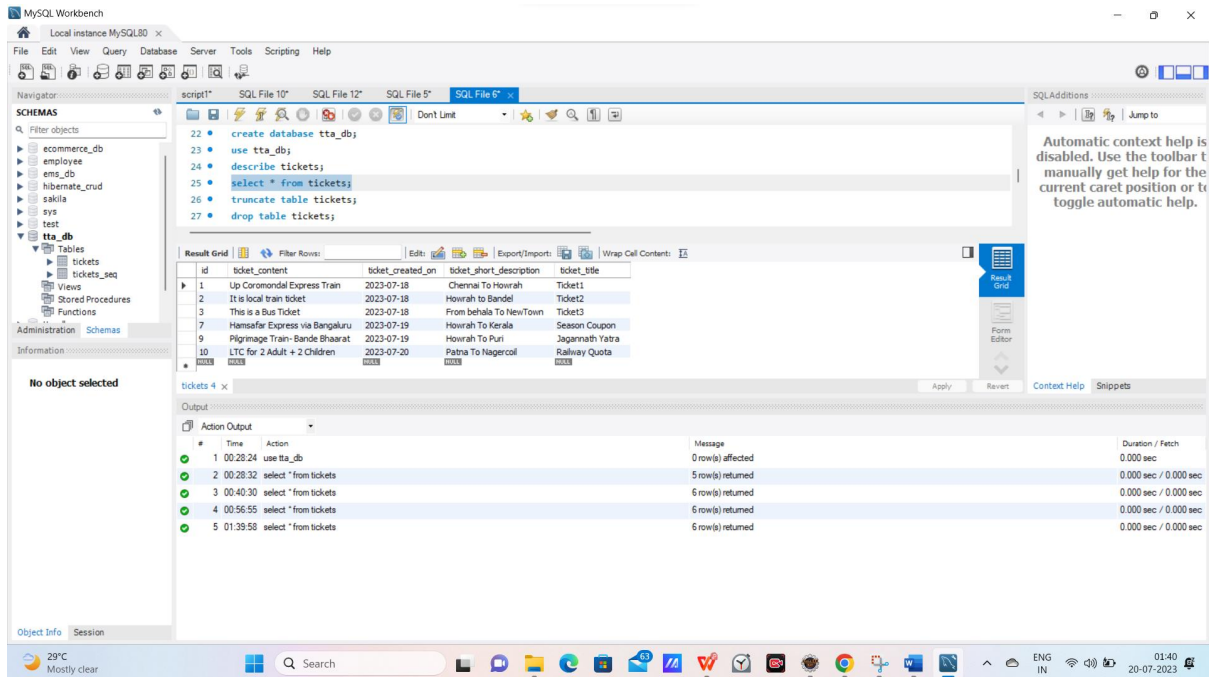 MySQL Workbench
Local instance MySQL80 ×
File Edit View Query Database Server Tools Scripting Help
Navigator
script1* SQL File 10* SQL File 12* SQL File 5* SQL File 6* ×
SQLAdditions
SCHEMAS
Don't Limit
Jump to
Filter objects
ecommerce_db
employee
ems_db
hibernate_crud
sakila
sys
test
tta_db
Tables
tickets
tickets_seq
Views
Stored Procedures
Functions
Administration Schemas
Information
No object selected
22 create database tta_db;
23 use tta_db;
24 describe tickets;
25 select * from tickets;
26 truncate table tickets;
27 drop table tickets;
Automatic context help is
disabled. Use the toolbar t
manually get help for the
current caret position or to
toggle automatic help.
Result Grid Filter Rows: Edit: Export/Import: Wrap Cell Content:
id ticket_content ticket_created_on ticket_short_description ticket_title
1 Up Coromondal Express Train 2023-07-18 Chennai To Howrah Ticket1
2 It is local train ticket 2023-07-18 Howrah to Bandel Ticket2
3 This is a Bus Ticket 2023-07-18 From behala To NewTown Ticket3
7 Hamsafar Express via Bangaluru 2023-07-19 Howrah To Kerala Season Coupon
9 Pilgrimage Train- Bande Bhaarat 2023-07-19 Howrah To Puri Jagannath Yatra
10 LTC for 2 Adult + 2 Children 2023-07-20 Patna To Nagercoil Railway Quota
NULL NULL NULL NULL NULL
Result
Grid
Form
Editor
tickets 4 ×
Apply Revert
Context Help Snippets
Output
Action Output
# Time Action Message Duration / Fetch
1 00:28:24 use tta_db 0 row(s) affected 0.000 sec
2 00:28:32 select * from tickets 5 row(s) returned 0.000 sec / 0.000 sec
3 00:40:30 select * from tickets 6 row(s) returned 0.000 sec / 0.000 sec
4 00:56:55 select * from tickets 6 row(s) returned 0.000 sec / 0.000 sec
5 01:39:58 select * from tickets 6 row(s) returned 0.000 sec / 0.000 sec
Object Info Session
29°C
Mostly clear
Search
63
ENG
IN
01:40
20-07-2023